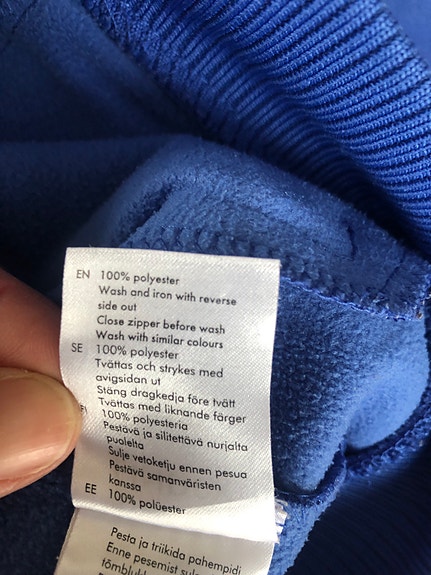 EN 100% polyester
Wash and iron with reverse
side out
Close zipper before wash
Wash with similar colours
SE 100% polyester
Tvättas och strykes med
avigsidan ut
Stäng dragkedja före tvätt
Tvättas med liknande färger
FI 100% polyesteria
Pestävä ja silitettävä nurjalta
puolelta
Sulje vetoketju ennen pesua
Pestävä samanväristen
kanssa
EE 100% polüester
Pesta ja triikida pahempidi
Enne pesemist